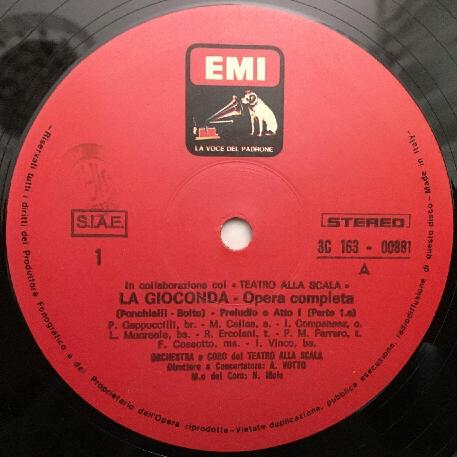 EMI
LA VOCE DEL PADRONE
S.I.A.E.
1
STEREO
3C 163 - 00881
A
In collaborazione col « TEATRO ALLA SCALA »
LA GIOCONDA - Opera completa
(Ponchielli - Boito) - Preludio e Atto I (Parte 1.a)
P. Cappuccilli, br. - M. Callas, s. - I. Companeez, c.
L. Monreale, bs. - R. Ercolani, t. - P. M. Ferraro, t.
F. Cossotto, ms. - I. Vinco, bs.
ORCHESTRA e CORO del TEATRO ALLA SCALA
Direttore e Concertatore: A. VOTTO
M.o del Coro: N. Mola
-Riservati tutti i diritti del Produttore Fonografico e del Proprietario dell'Opera riprodotta-Vietate duplicazione, pubblica esecuzione, radiodiffusione di questo disco-Made in Italy-